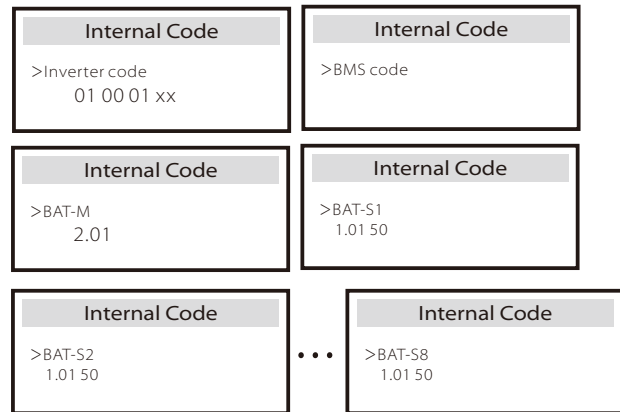 Internal Code
>Inverter code
01 00 01 xx
Internal Code
>BMS code
Internal Code
>BAT-M
2.01
Internal Code
>BAT-S1
1.01 50
Internal Code
>BAT-S2
1.01 50
• • •
Internal Code
>BAT-S8
1.01 50